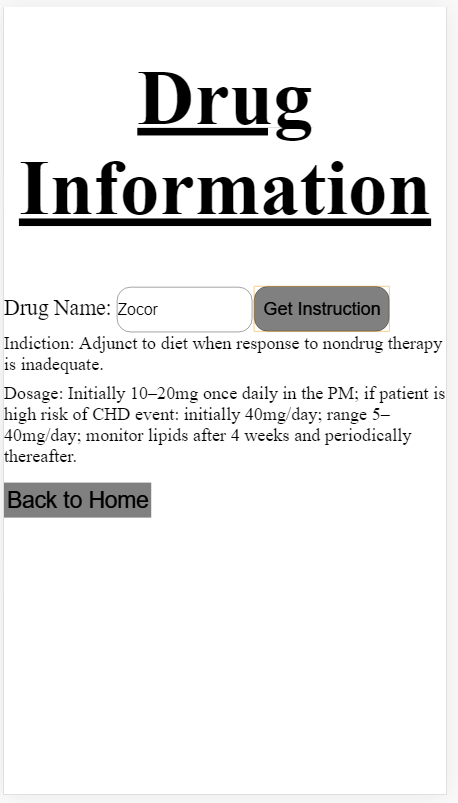 Drug
Information
Drug Name: Zocor Get Instruction
Indiction: Adjunct to diet when response to nondrug therapy
is inadequate.
Dosage: Initially 10–20mg once daily in the PM; if patient is
high risk of CHD event: initially 40mg/day; range 5–
40mg/day; monitor lipids after 4 weeks and periodically
thereafter.
Back to Home